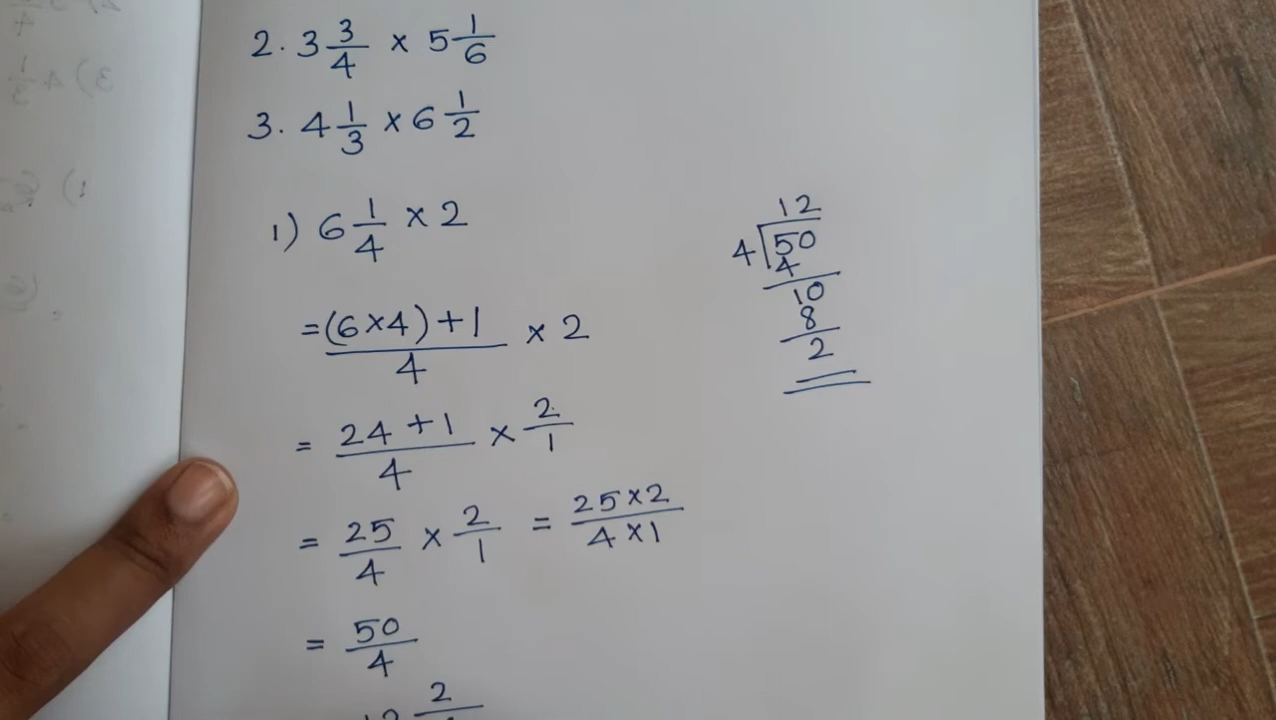 2. 3 3/4 × 5 1/6
3. 4 1/3 × 6 1/2
1) 6 1/4 × 2
= (6×4)+1/4 × 2
= 24+1/4 × 2/1
= 25/4 × 2/1 = 25×2/4×1
= 50/4
12 2/
12
4 50
4
10
8
2